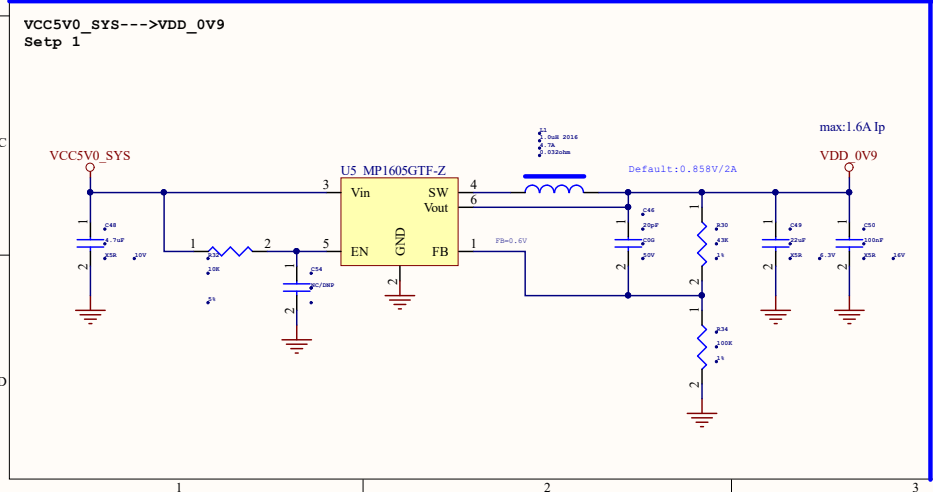 VCC5V0_SYS--->VDD_0V9
Setp 1
max:1.6A Ip
VCC5V0_SYS
VDD_0V9
L1
1.0uH 2016
4.7A
0.032ohm
U5 MP1605GTF-Z
Default:0.858V/2A
3
Vin
SW
4
Vout
6
EN
5
GND
2
FB
1
FB=0.6V
1
C48
4.7uF
X5R
10V
2
1
2
R32
10K
5%
1
C54
NC/DNP
2
1
C46
20pF
C0G
50V
2
1
R30
43K
1%
2
1
R34
100K
1%
2
1
C49
22uF
X5R
6.3V
2
1
C50
100nF
X5R
16V
2
C
D
1
2
3